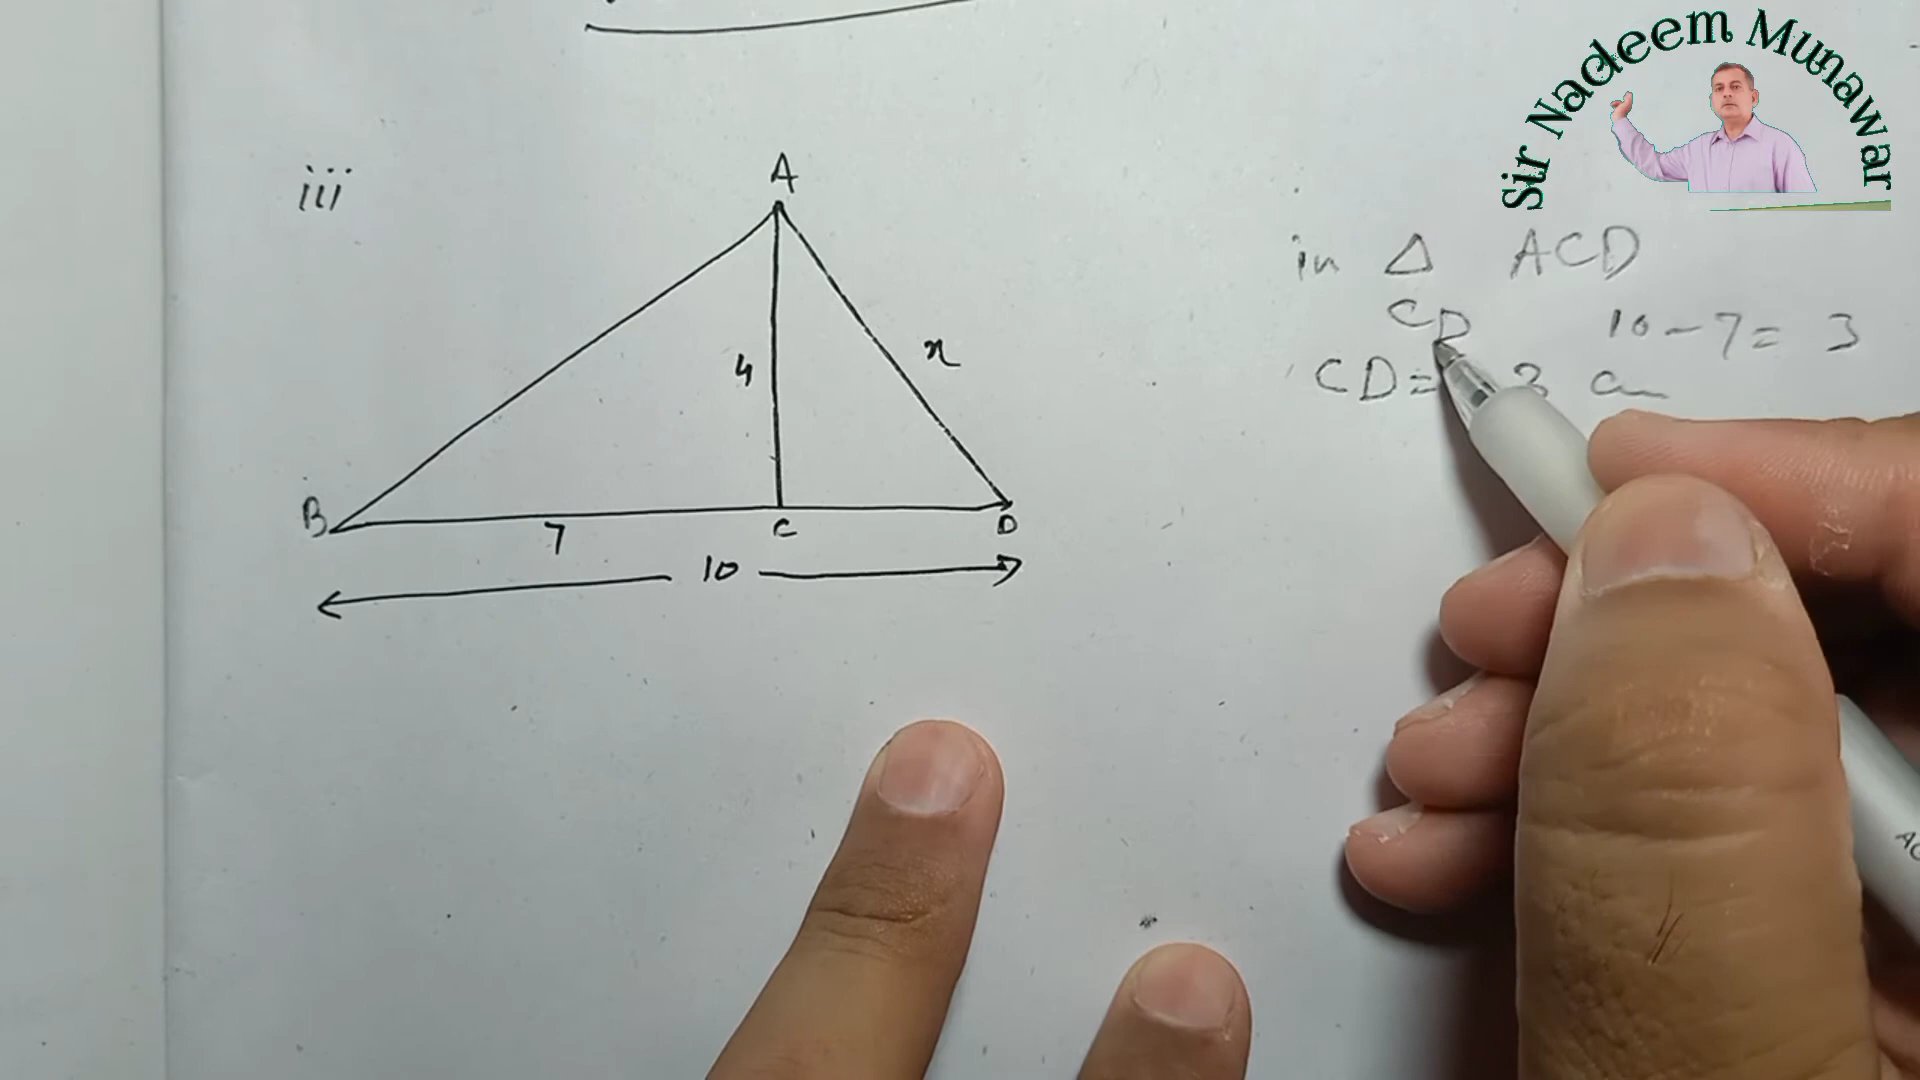 Sir Nadeem Munawar
iii
A
in Δ ACD
CD 10-7= 3
CD= 3 cm
4
x
B
7
C
D
10